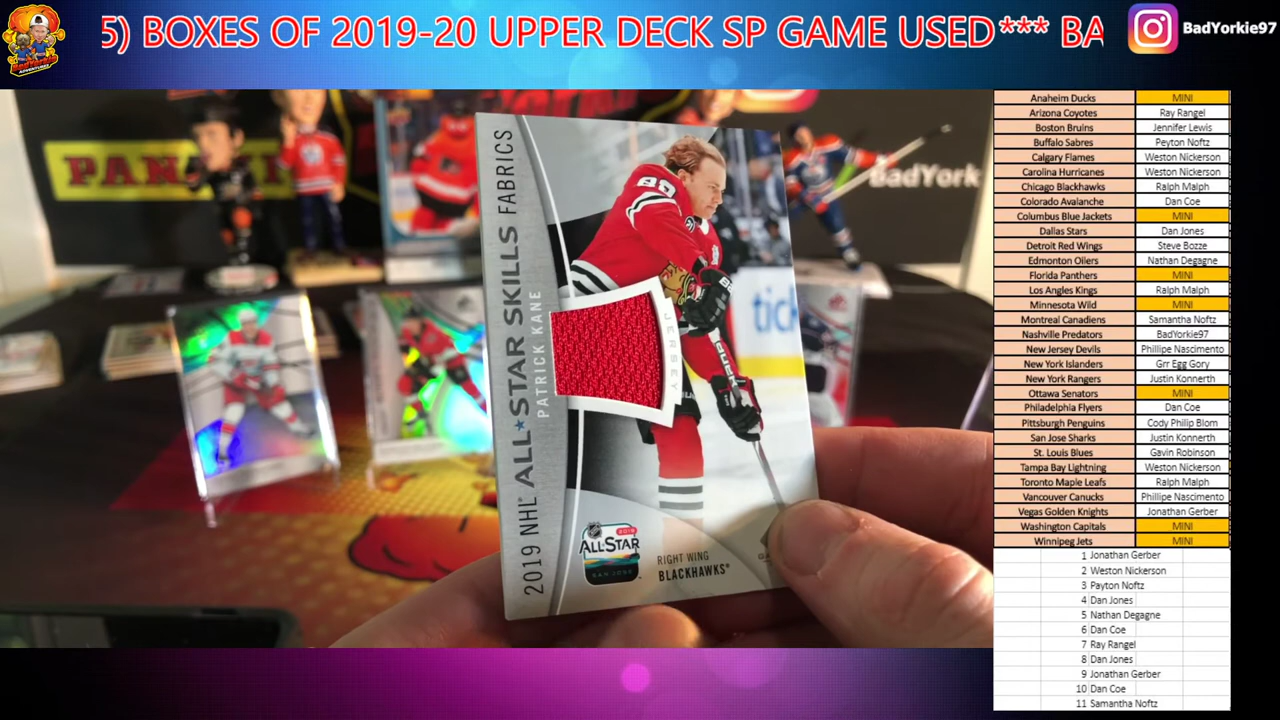 5) BOXES OF 2019-20 UPPER DECK SP GAME USED*** BA
BadYorkie97
PANINI
BadYork
2019 NHL® ALL★STAR SKILLS FABRICS
PATRICK KANE
JERSEY
tick
2019
ALL★STAR
SAN JOSE
RIGHT WING
BLACKHAWKS®
Anaheim Ducks MINI
Arizona Coyotes Ray Rangel
Boston Bruins Jennifer Lewis
Buffalo Sabres Peyton Noftz
Calgary Flames Weston Nickerson
Carolina Hurricanes Weston Nickerson
Chicago Blackhawks Ralph Malph
Colorado Avalanche Dan Coe
Columbus Blue Jackets MINI
Dallas Stars Dan Jones
Detroit Red Wings Steve Bozze
Edmonton Oilers Nathan Degagne
Florida Panthers MINI
Los Angeles Kings Ralph Malph
Minnesota Wild MINI
Montreal Canadiens Samantha Noftz
Nashville Predators BadYorkie97
New Jersey Devils Phillipe Nascimento
New York Islanders Grr Egg Gory
New York Rangers Justin Konnerth
Ottawa Senators MINI
Philadelphia Flyers Dan Coe
Pittsburgh Penguins Cody Philip Blom
San Jose Sharks Justin Konnerth
St. Louis Blues Gavin Robinson
Tampa Bay Lightning Weston Nickerson
Toronto Maple Leafs Ralph Malph
Vancouver Canucks Phillipe Nascimento
Vegas Golden Knights Jonathan Gerber
Washington Capitals MINI
Winnipeg Jets MINI
1 Jonathan Gerber
2 Weston Nickerson
3 Payton Noftz
4 Dan Jones
5 Nathan Degagne
6 Dan Coe
7 Ray Rangel
8 Dan Jones
9 Jonathan Gerber
10 Dan Coe
11 Samantha Noftz